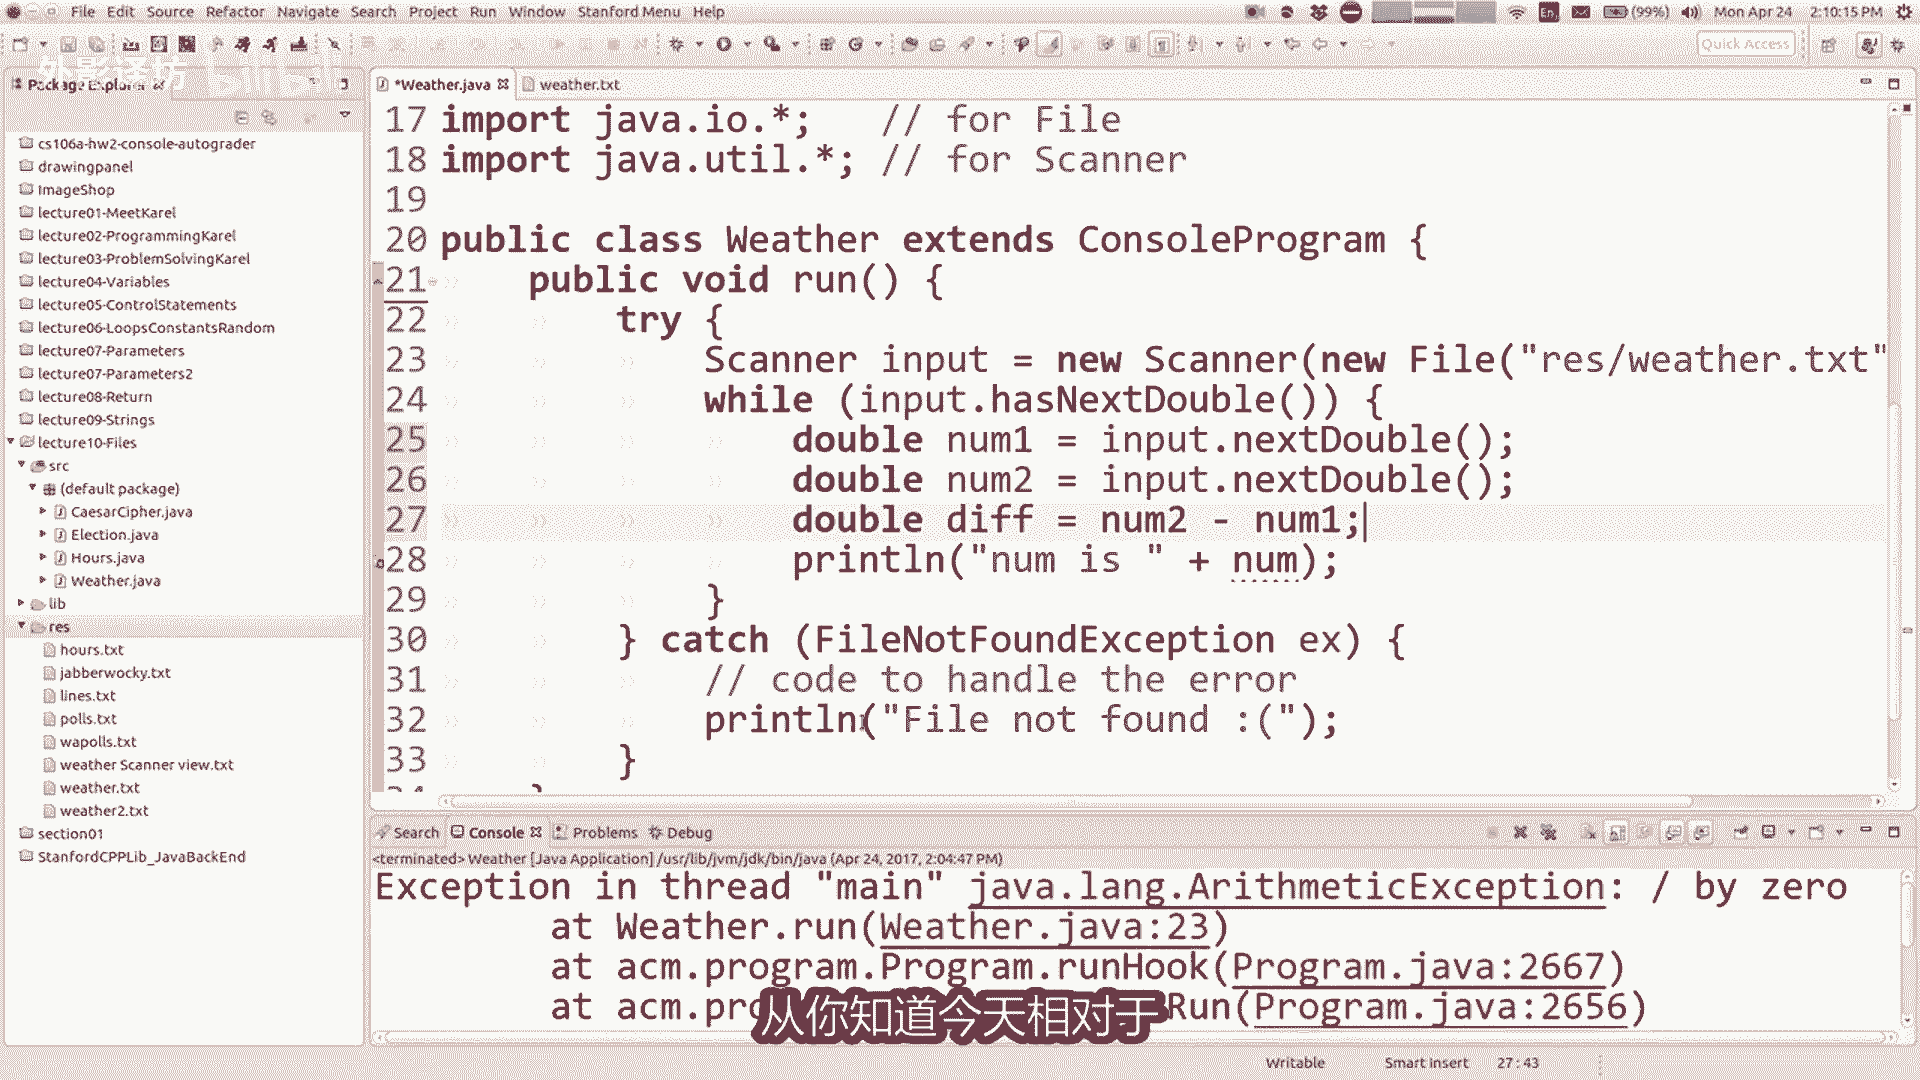 File Edit Source Refactor Navigate Search Project Run Window Stanford Menu Help
(99%) Mon Apr 24 2:10:15 PM
Quick Access
外影译坊 bilibili
Package Explorer
*Weather.java weather.txt
cs106a-hw2-console-autograder
drawingpanel
ImageShop
lecture01-MeetKarel
lecture02-ProgrammingKarel
lecture03-ProblemSolvingKarel
lecture04-Variables
lecture05-ControlStatements
lecture06-LoopsConstantsRandom
lecture07-Parameters
lecture07-Parameters2
lecture08-Return
lecture09-Strings
lecture10-Files
src
(default package)
CaesarCipher.java
Election.java
Hours.java
Weather.java
lib
res
hours.txt
jabberwocky.txt
lines.txt
polls.txt
wapolls.txt
weather Scanner view.txt
weather.txt
weather2.txt
section01
StanfordCPPLib_JavaBackEnd
17 import java.io.*; // for File
18 import java.util.*; // for Scanner
19
20 public class Weather extends ConsoleProgram {
21 public void run() {
22 try {
23 Scanner input = new Scanner(new File("res/weather.txt"
24 while (input.hasNextDouble()) {
25 double num1 = input.nextDouble();
26 double num2 = input.nextDouble();
27 double diff = num2 - num1;
28 println("num is " + num);
29 }
30 } catch (FileNotFoundException ex) {
31 // code to handle the error
32 println("File not found :(");
33 }
Search Console Problems Debug
<terminated> Weather [Java Application] /usr/lib/jvm/jdk/bin/java (Apr 24, 2017, 2:04:47 PM)
Exception in thread "main" java.lang.ArithmeticException: / by zero
at Weather.run(Weather.java:23)
at acm.program.Program.runHook(Program.java:2667)
at acm.pro Run(Program.java:2656)
从你知道今天相对于
Writable Smart Insert 27 : 43